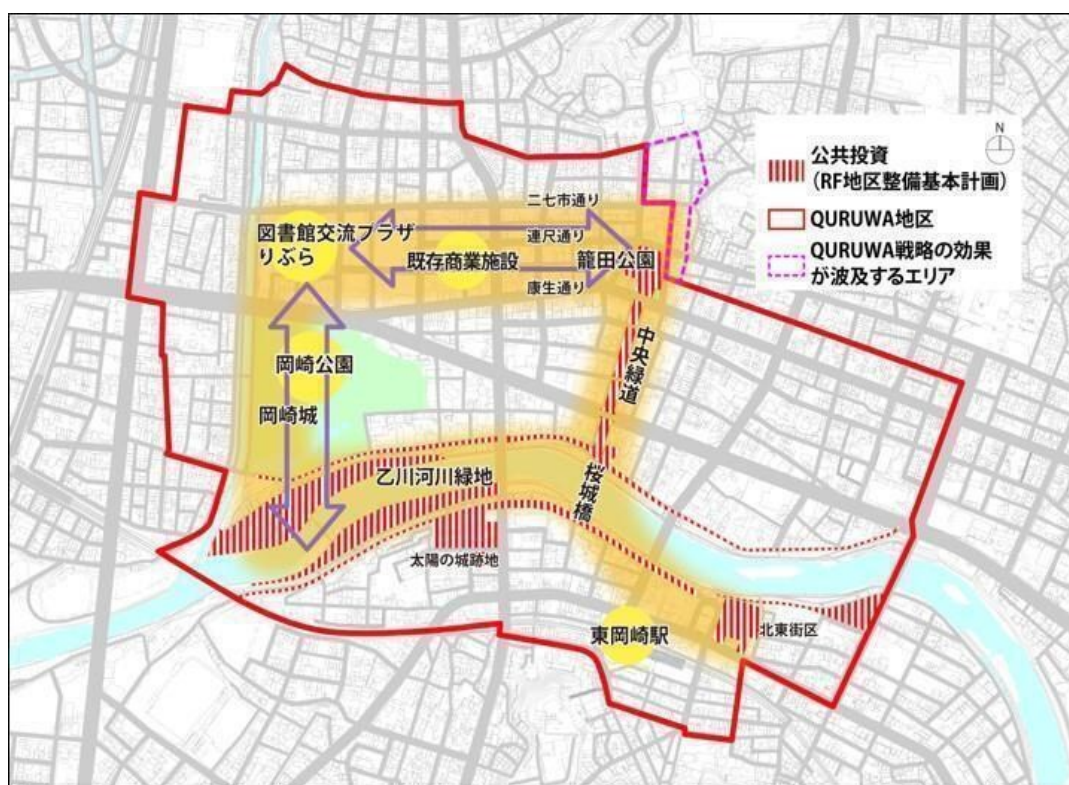 N
公共投資
(RF地区整備基本計画)
QURUWA地区
QURUWA戦略の効果
が波及するエリア
二七市通り
図書館交流プラザ
りぶら
連尺通り
既存商業施設
籠田公園
康生通り
中央緑道
岡崎公園
岡崎城
乙川河川緑地
桜城橋
太陽の城跡地
東岡崎駅
北東街区